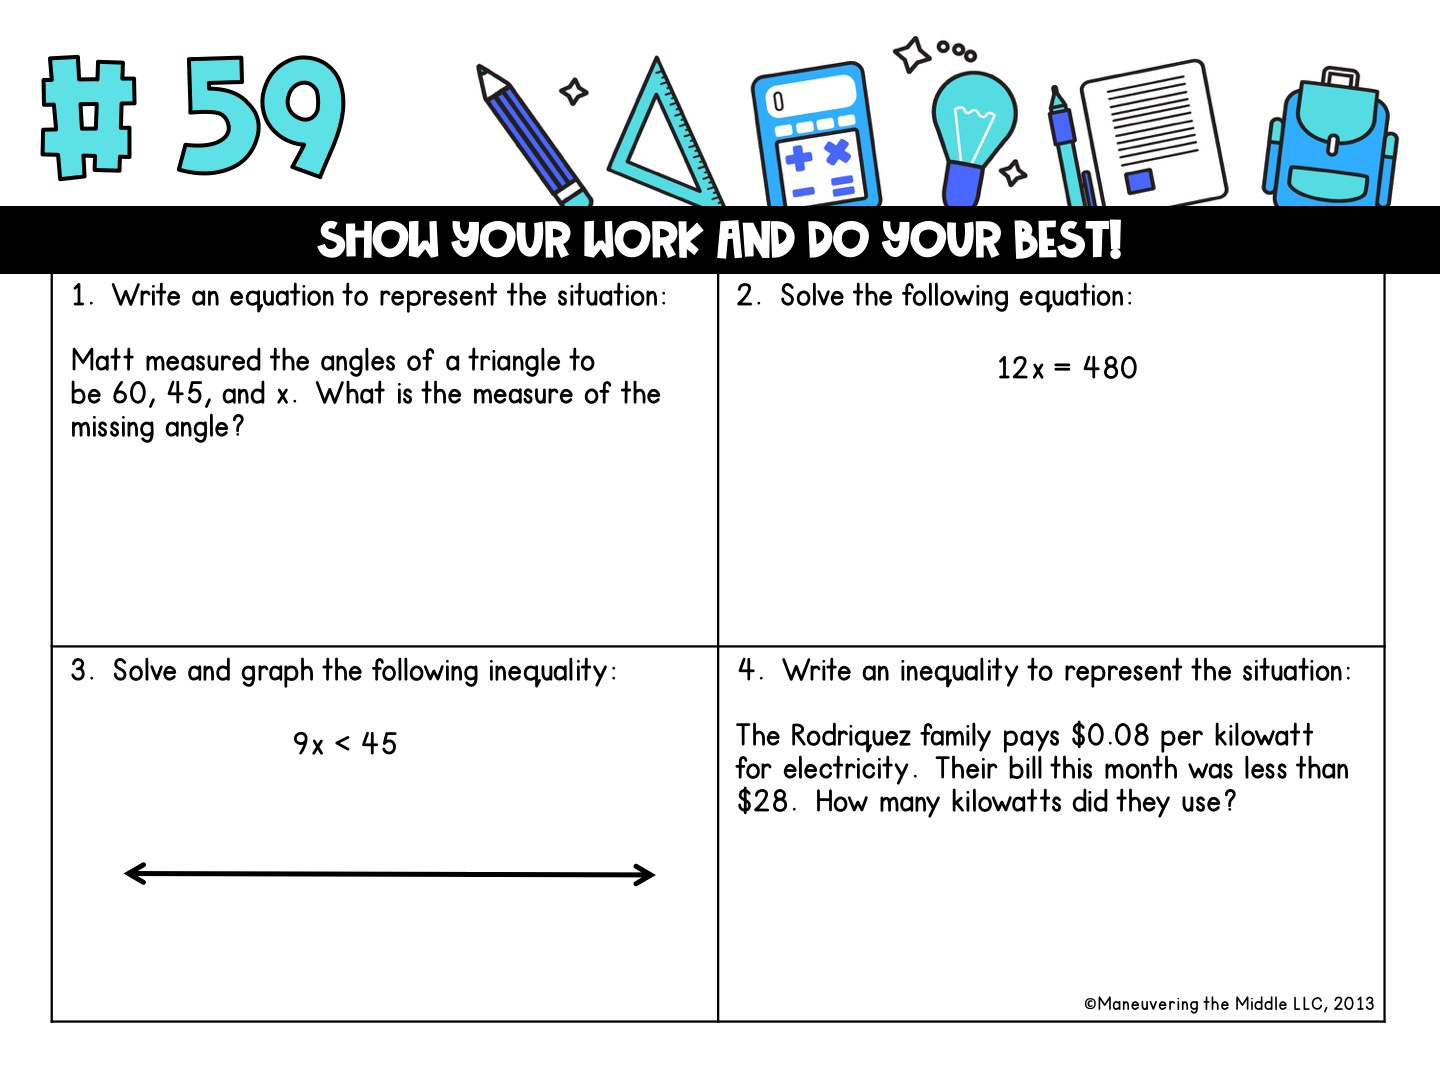 # 59
SHOW YOUR WORK AND DO YOUR BEST!
1. Write an equation to represent the situation:
Matt measured the angles of a triangle to
be 60, 45, and x. What is the measure of the
missing angle?
2. Solve the following equation:
12x = 480
3. Solve and graph the following inequality:
9x < 45
4. Write an inequality to represent the situation:
The Rodriquez family pays $0.08 per kilowatt
for electricity. Their bill this month was less than
$28. How many kilowatts did they use?
©Maneuvering the Middle LLC, 2013